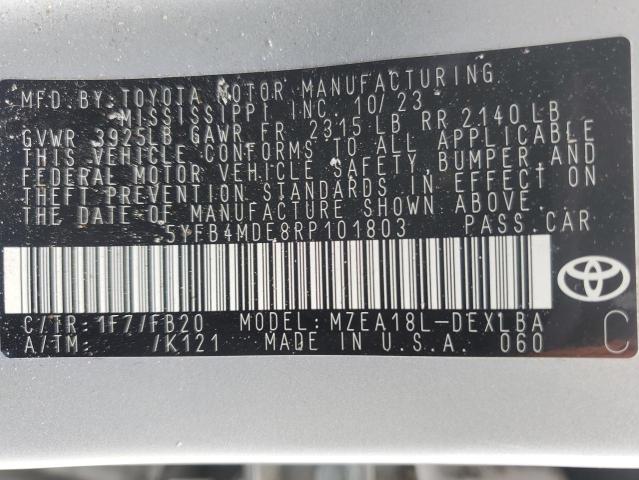 MFD.BY:TOYOTA MOTOR MANUFACTURING
MISSISSIPPI INC. 10/23
GVWR 3925LB GAWR FR 2315 LB RR 2140 LB
THIS VEHICLE CONFORMS TO ALL APPLICABLE
FEDERAL MOTOR VEHICLE SAFETY,BUMPER,AND
THEFT PREVENTION STANDARDS IN EFFECT ON
THE DATE OF MANUFACTURE SHOWN ABOVE.
5YFB4MDE8RP101803 PASS.CAR
C/TR:1F7/FB20 MODEL:MZEA18L-DEXLBA
A/TM: /K121 MADE IN U.S.A. 060
C